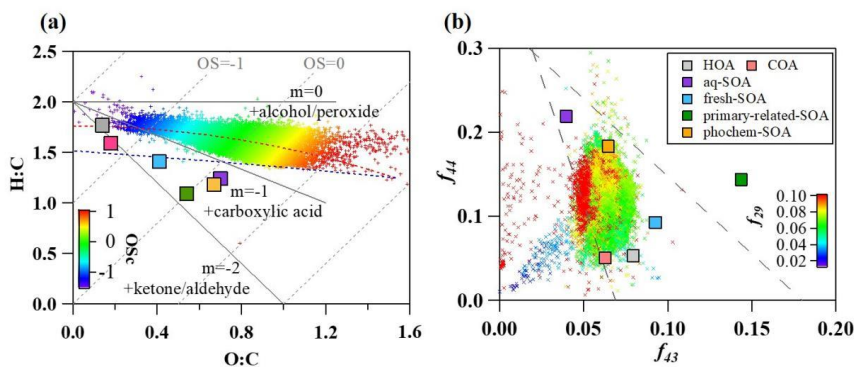 (a)
2.5
2.0
1.5
1.0
0.5
0.0
H:C
0.0
0.4
0.8
1.2
1.6
O:C
OS=-1
OS=0
m=0
+alcohol/peroxide
m=-1
+carboxylic acid
m=-2
+ketone/aldehyde
1
0
-1
OSc
(b)
0.3
0.2
0.1
0.0
f44
0.00
0.05
0.10
0.15
0.20
f43
HOA
COA
aq-SOA
fresh-SOA
primary-related-SOA
phochem-SOA
0.10
0.08
0.06
0.04
0.02
f29